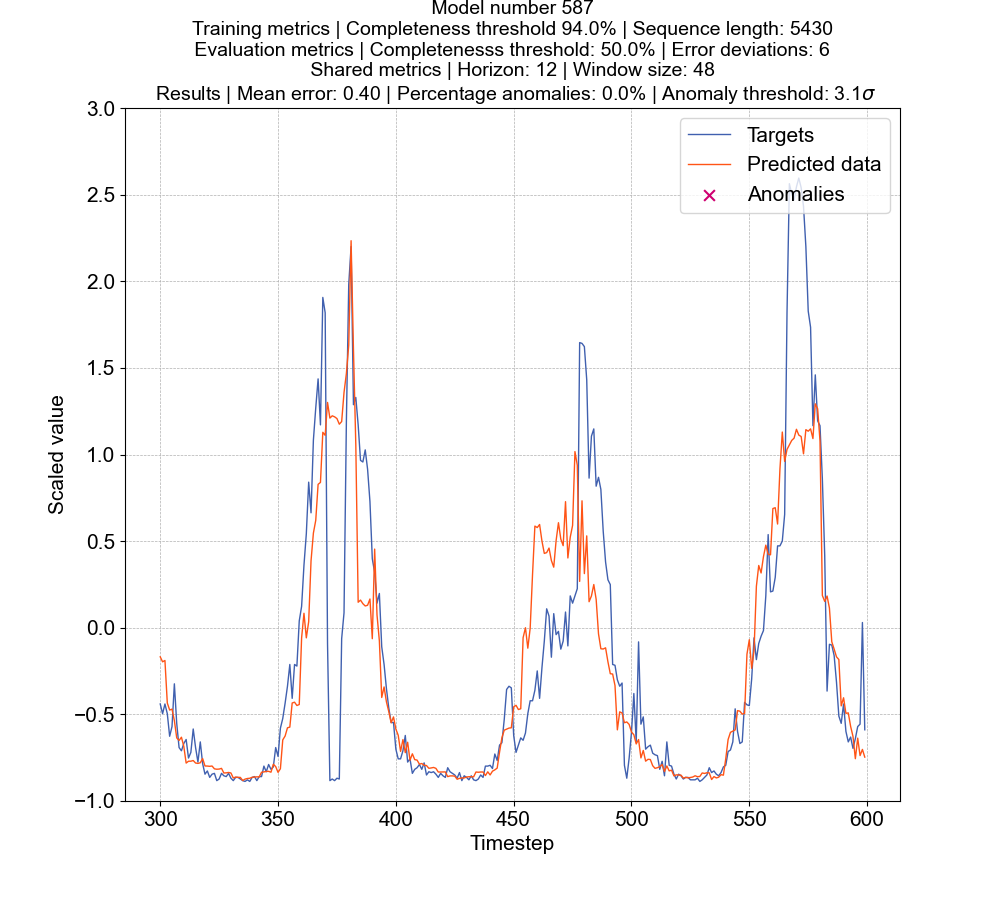 Model number 587
Training metrics | Completeness threshold 94.0% | Sequence length: 5430
Evaluation metrics | Completenesss threshold: 50.0% | Error deviations: 6
Shared metrics | Horizon: 12 | Window size: 48
Results | Mean error: 0.40 | Percentage anomalies: 0.0% | Anomaly threshold: 3.1σ
3.0
2.5
2.0
1.5
1.0
0.5
0.0
−0.5
−1.0
Scaled value
Targets
Predicted data
Anomalies
300 350 400 450 500 550 600
Timestep